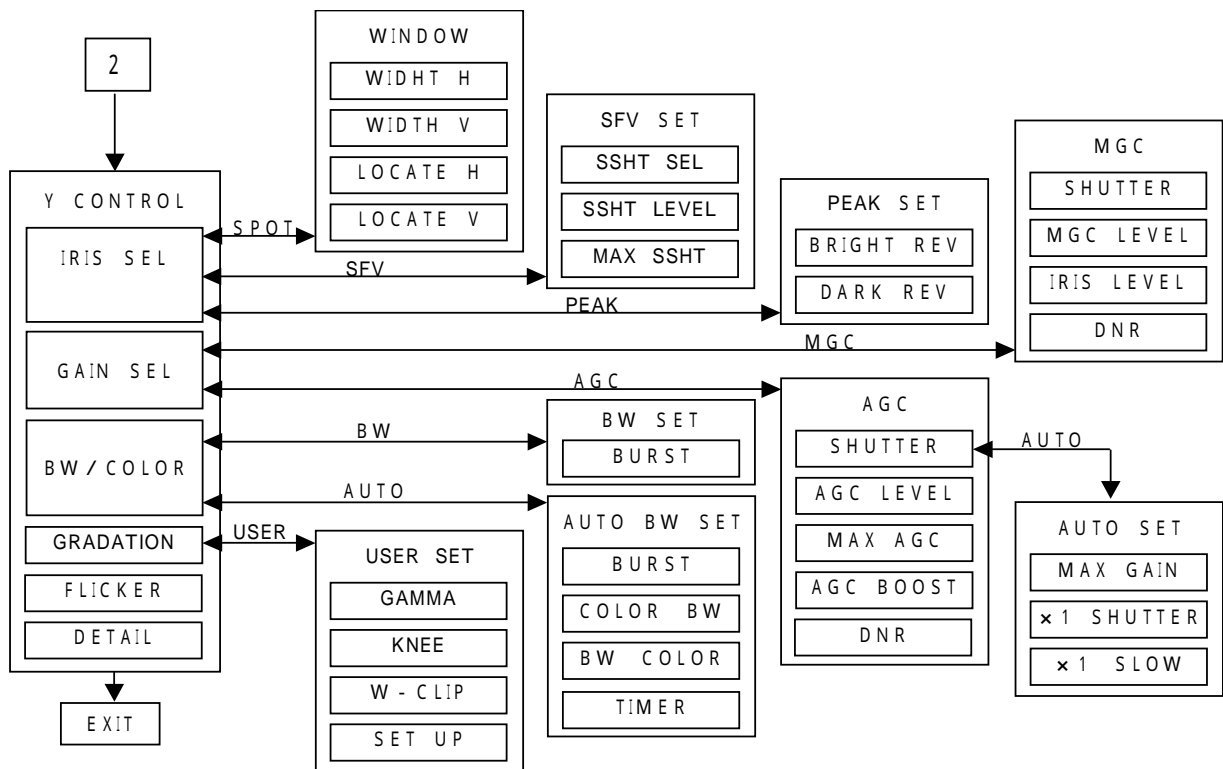 2
Y CONTROL
IRIS SEL
GAIN SEL
BW/COLOR
GRADATION
FLICKER
DETAIL
EXIT
SPOT
SFV
PEAK
MGC
AGC
BW
AUTO
USER
WINDOW
WIDHT H
WIDTH V
LOCATE H
LOCATE V
SFV SET
SSHT SEL
SSHT LEVEL
MAX SSHT
PEAK SET
BRIGHT REV
DARK REV
MGC
SHUTTER
MGC LEVEL
IRIS LEVEL
DNR
AGC
SHUTTER
AGC LEVEL
MAX AGC
AGC BOOST
DNR
AUTO
AUTO SET
MAX GAIN
×1 SHUTTER
×1 SLOW
BW SET
BURST
AUTO BW SET
BURST
COLOR BW
BW COLOR
TIMER
USER SET
GAMMA
KNEE
W-CLIP
SET UP